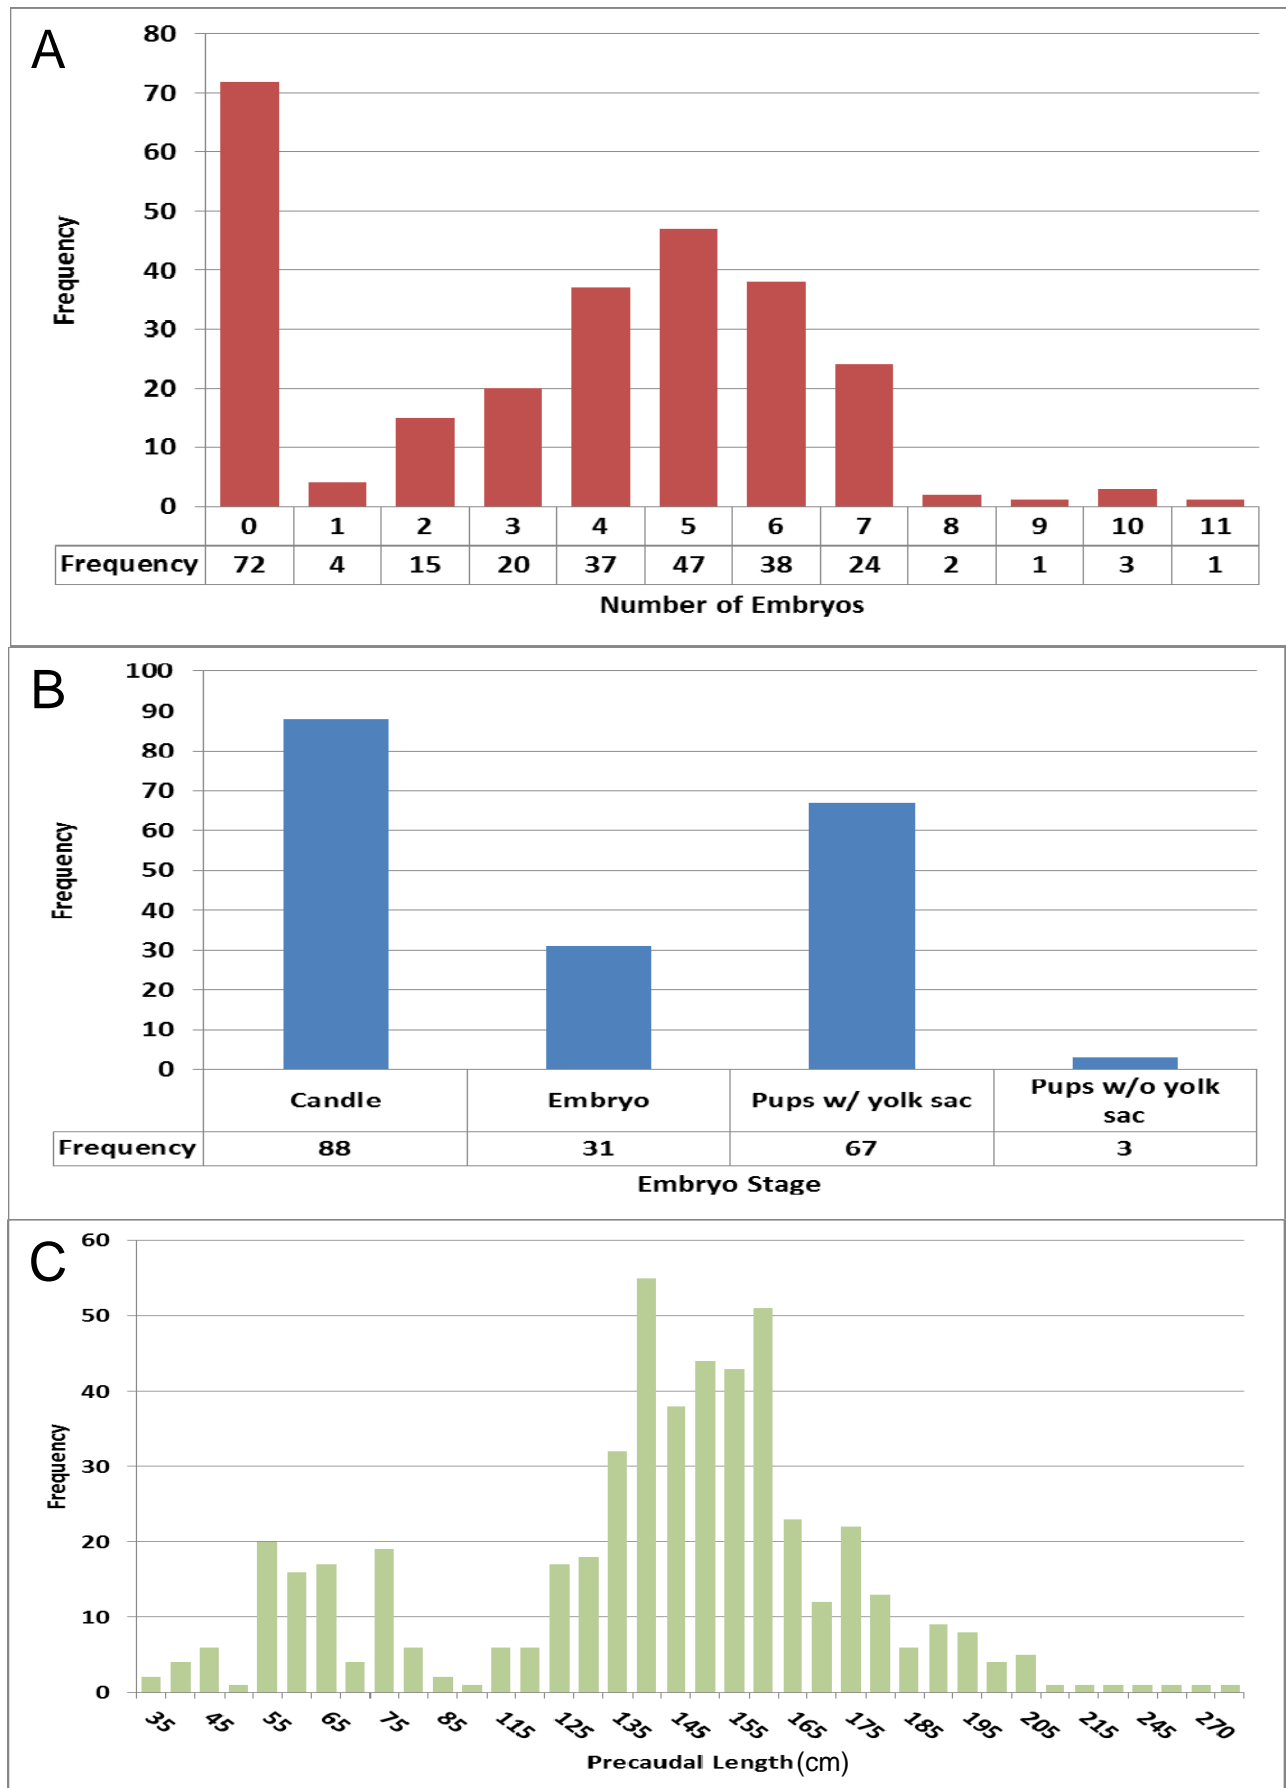 A
80
70
60
50
40
30
20
10
0
Frequency
0 1 2 3 4 5 6 7 8 9 10 11
Frequency 72 4 15 20 37 47 38 24 2 1 3 1
Number of Embryos
B
100
90
80
70
60
50
40
30
20
10
0
Frequency
Candle Embryo Pups w/ yolk sac Pups w/o yolk
sac
Frequency 88 31 67 3
Embryo Stage
C
60
50
40
30
20
10
0
Frequency
35 45 55 65 75 85 115 125 135 145 155 165 175 185 195 205 215 245 270
Precaudal Length (cm)